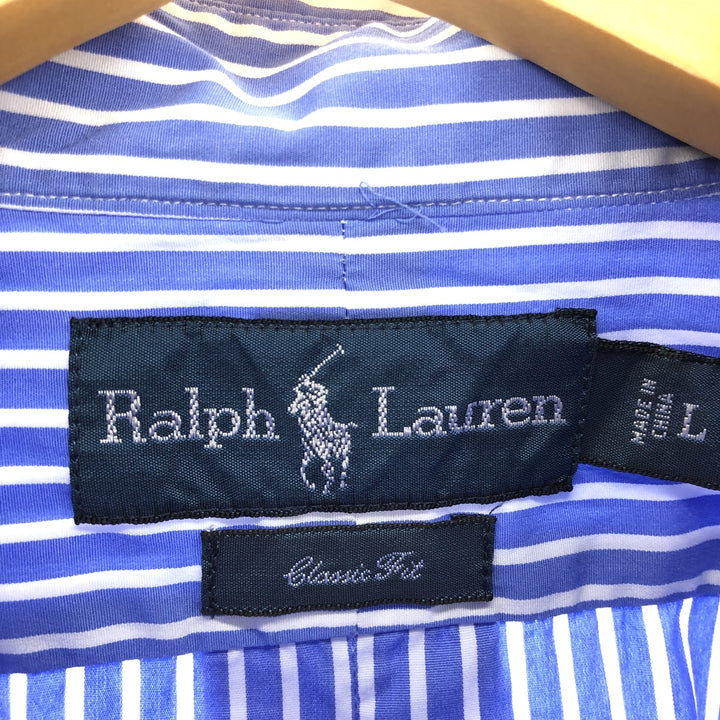 Ralph Lauren
MADE IN
CHINA
L
Classic Fit